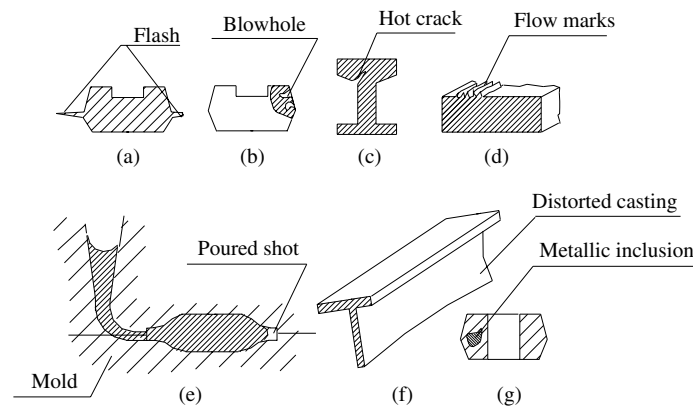 Flash
Blowhole
Hot crack
Flow marks
(a)
(b)
(c)
(d)
Distorted casting
Poured shot
Metallic inclusion
Mold
(e)
(f)
(g)